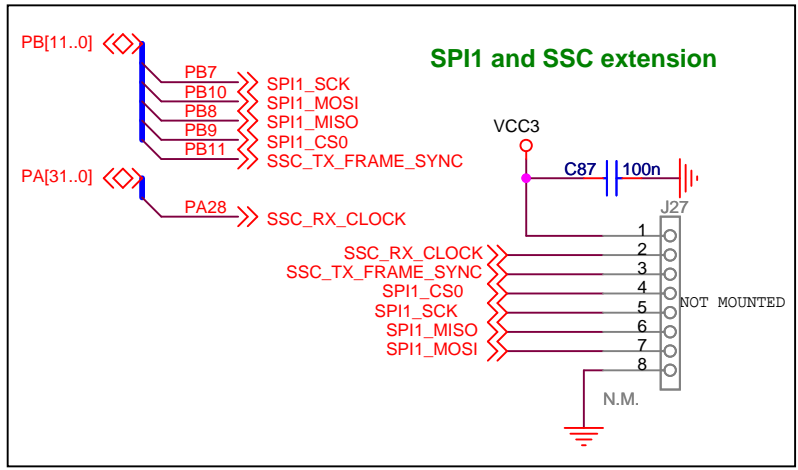 SPI1 and SSC extension
PB[11..0]
PB7
SPI1_SCK
PB10
SPI1_MOSI
PB8
SPI1_MISO
PB9
SPI1_CS0
PB11
SSC_TX_FRAME_SYNC
PA[31..0]
PA28
SSC_RX_CLOCK
VCC3
C87
100n
J27
1
SSC_RX_CLOCK
2
SSC_TX_FRAME_SYNC
3
SPI1_CS0
4
SPI1_SCK
5
SPI1_MISO
6
SPI1_MOSI
7
8
NOT MOUNTED
N.M.